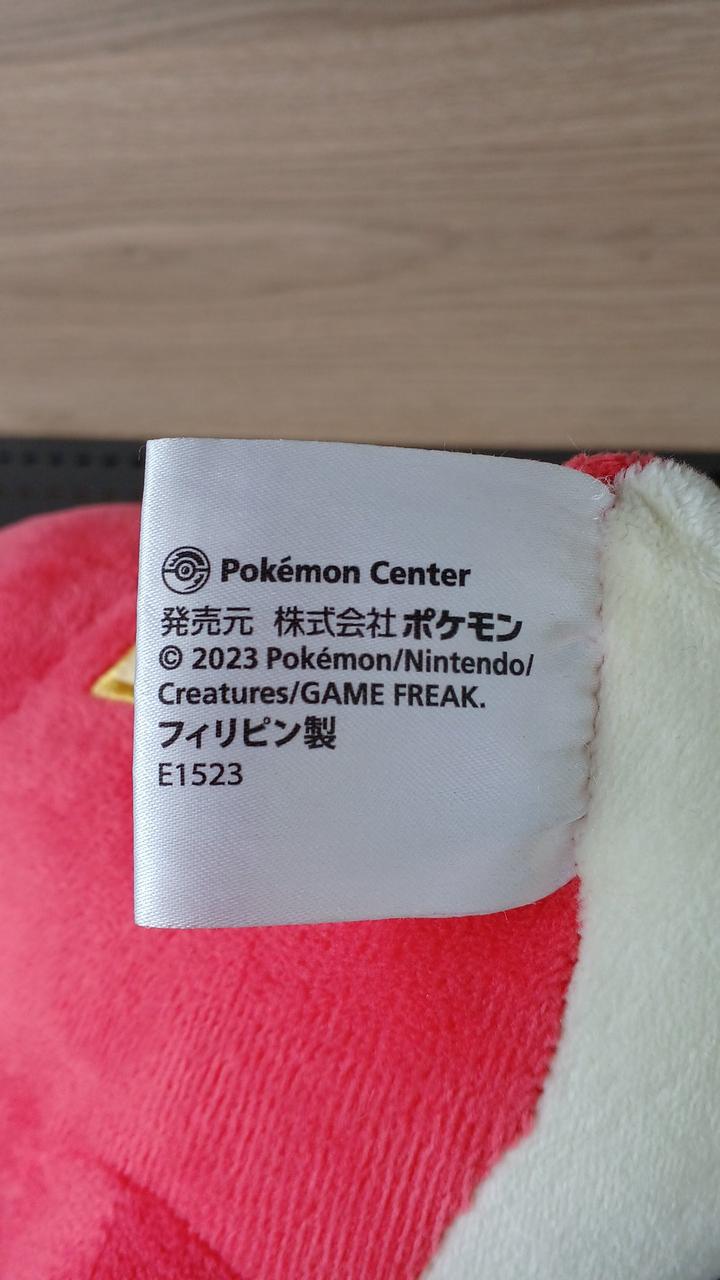 Pokémon Center
発売元 株式会社ポケモン
© 2023 Pokémon/Nintendo/
Creatures/GAME FREAK.
フィリピン製
E1523